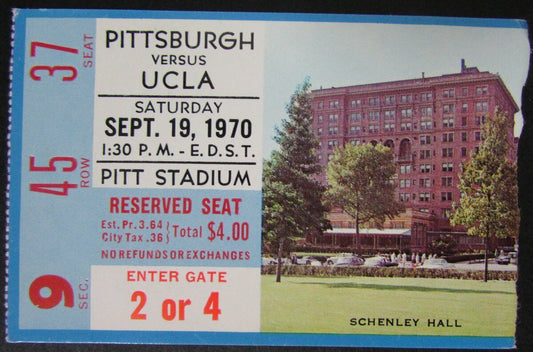 37 SEAT
45 ROW
9 SEC.
PITTSBURGH
VERSUS
UCLA
SATURDAY
SEPT. 19, 1970
1:30 P. M. - E. D. S. T.
PITT STADIUM
RESERVED SEAT
Est. Pr. 3.64
City Tax .36 } Total $4.00
NO REFUNDS OR EXCHANGES
ENTER GATE
2 or 4
SCHENLEY HALL